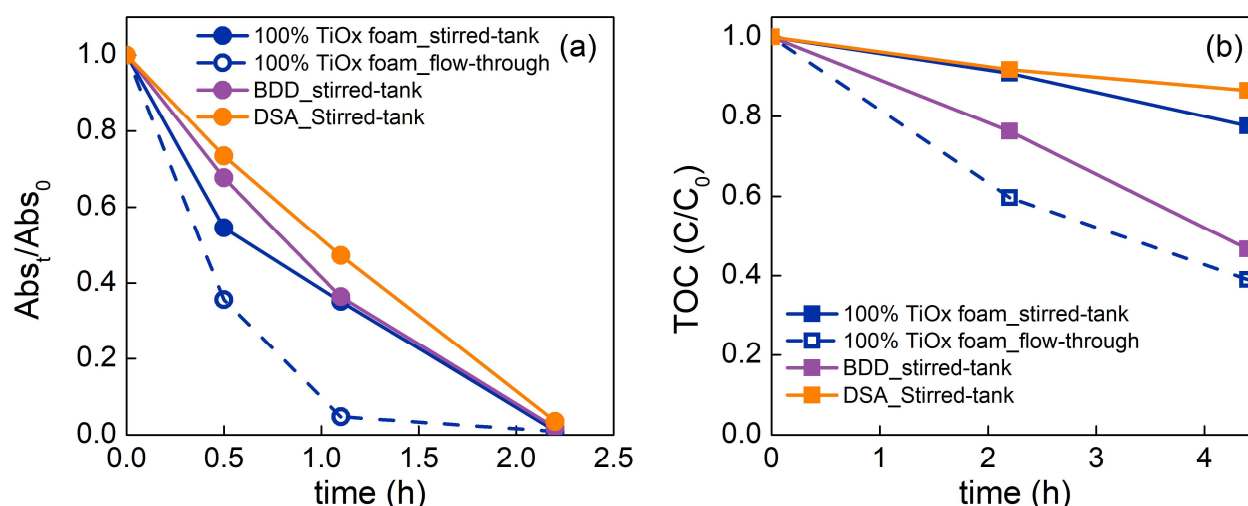 100% TiOx foam_stirred-tank
100% TiOx foam_flow-through
BDD_stirred-tank
DSA_Stirred-tank
(a)
1.0
0.8
0.6
0.4
0.2
0.0
Abs_t/Abs_0
0.0 0.5 1.0 1.5 2.0 2.5
time (h)
(b)
1.0
0.8
0.6
0.4
0.2
0.0
TOC (C/C_0)
100% TiOx foam_stirred-tank
100% TiOx foam_flow-through
BDD_stirred-tank
DSA_Stirred-tank
0 1 2 3 4
time (h)